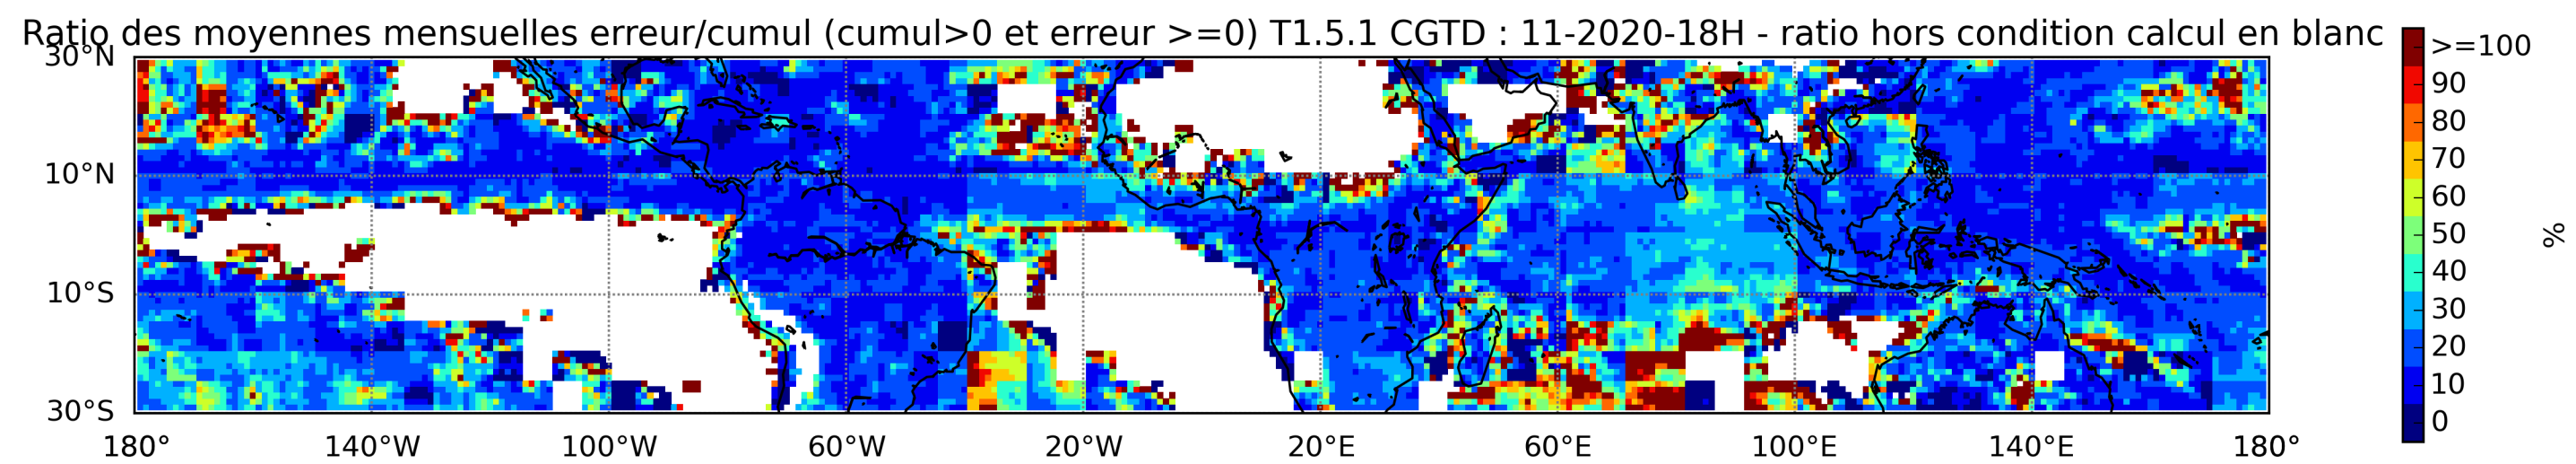 Ratio des moyennes mensuelles erreur/cumul (cumul>0 et erreur >=0) T1.5.1 CGTD : 11-2020-18H - ratio hors condition calcul en blanc
30°N
10°N
10°S
30°S
180°
140°W
100°W
60°W
20°W
20°E
60°E
100°E
140°E
180°
>=100
90
80
70
60
50
40
30
20
10
0
%